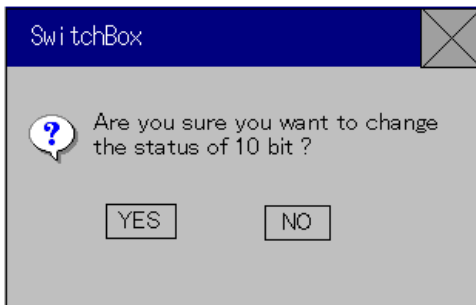 SwitchBox
Are you sure you want to change
the status of 10 bit ?
YES NO